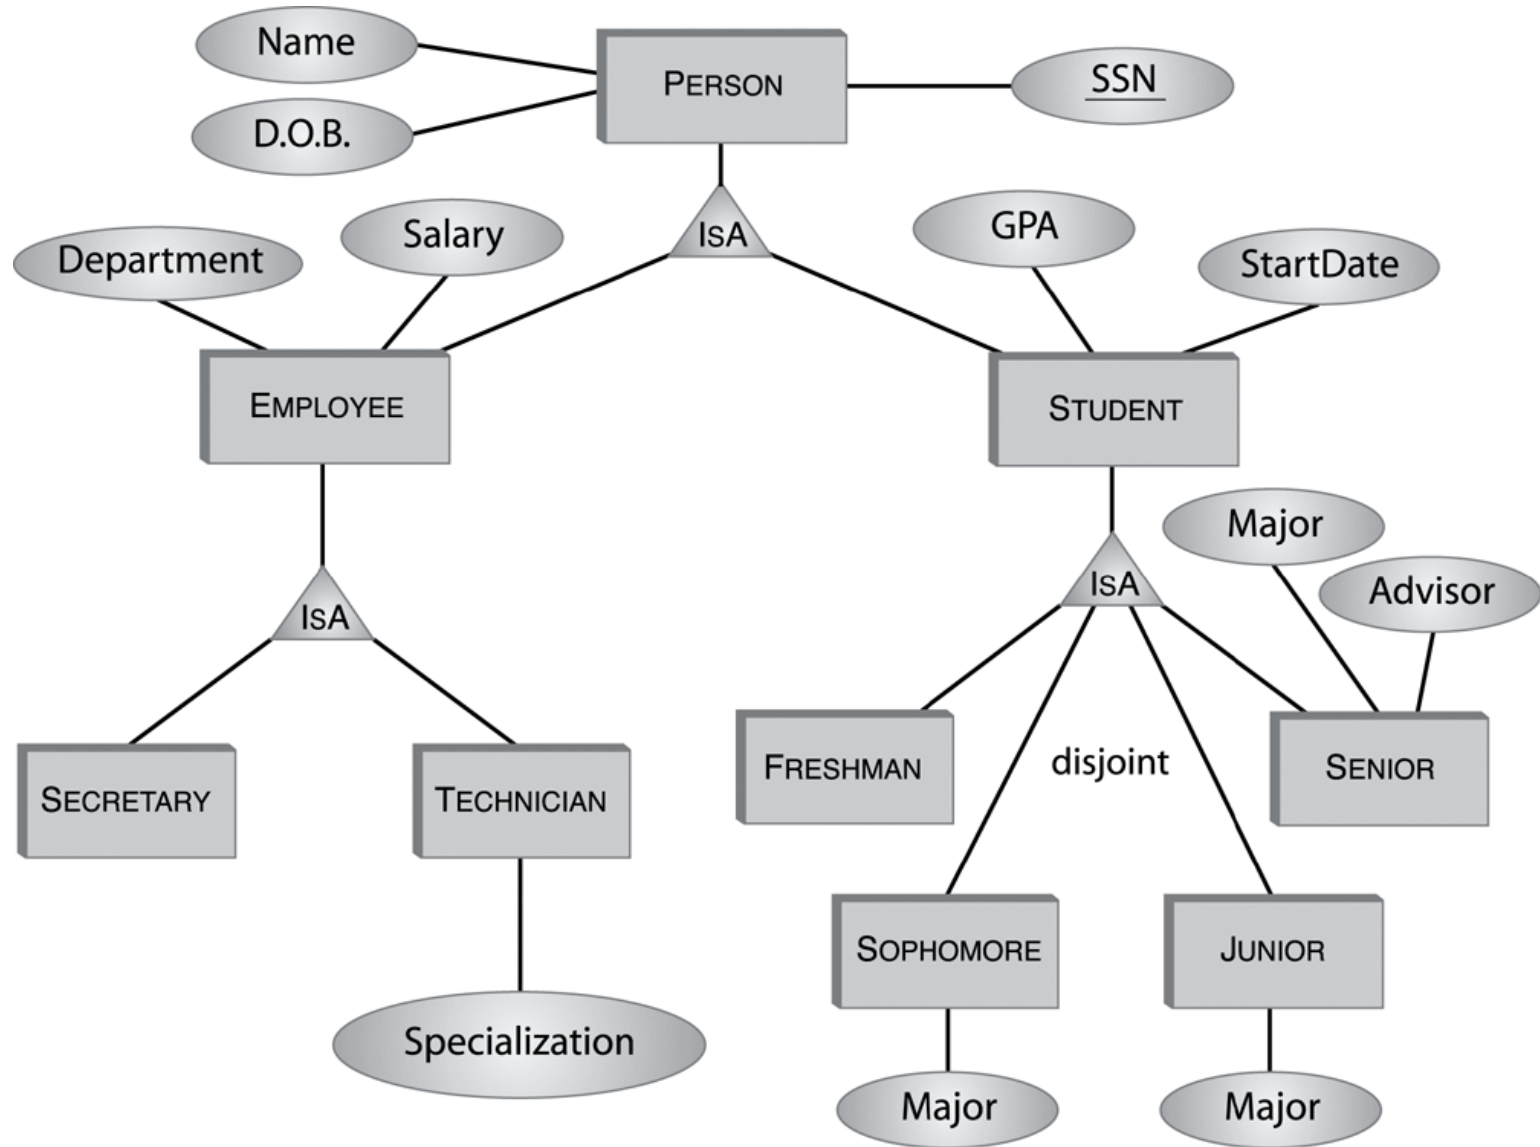 Name
PERSON
SSN
D.O.B.
IsA
Department
Salary
GPA
StartDate
EMPLOYEE
STUDENT
Major
Advisor
IsA
IsA
SECRETARY
TECHNICIAN
FRESHMAN
disjoint
SENIOR
SOPHOMORE
JUNIOR
Specialization
Major
Major